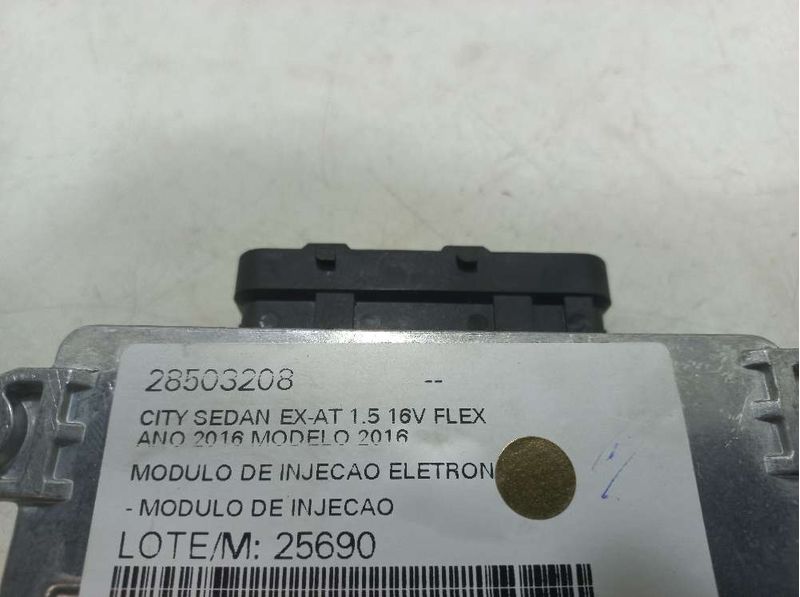 28503208 --
CITY SEDAN EX-AT 1.5 16V FLEX
ANO 2016 MODELO 2016
MODULO DE INJECAO ELETRON
- MODULO DE INJECAO
LOTE/M: 25690